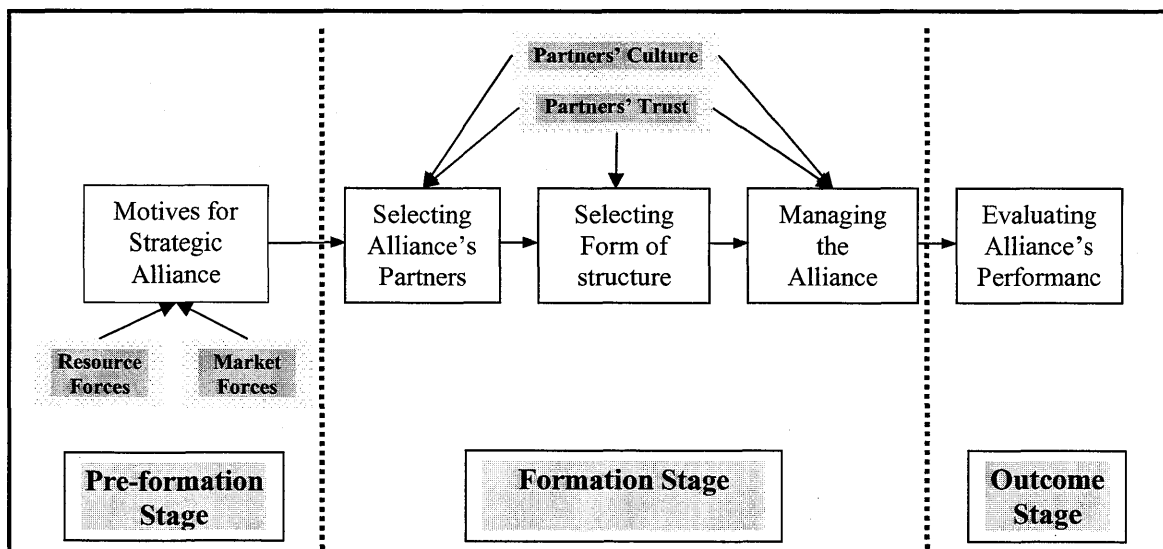 Partners' Culture
Partners' Trust
Motives for
Strategic
Alliance
Selecting
Alliance's
Partners
Selecting
Form of
structure
Managing
the
Alliance
Evaluating
Alliance's
Performanc
Resource
Forces
Market
Forces
Pre-formation
Stage
Formation Stage
Outcome
Stage